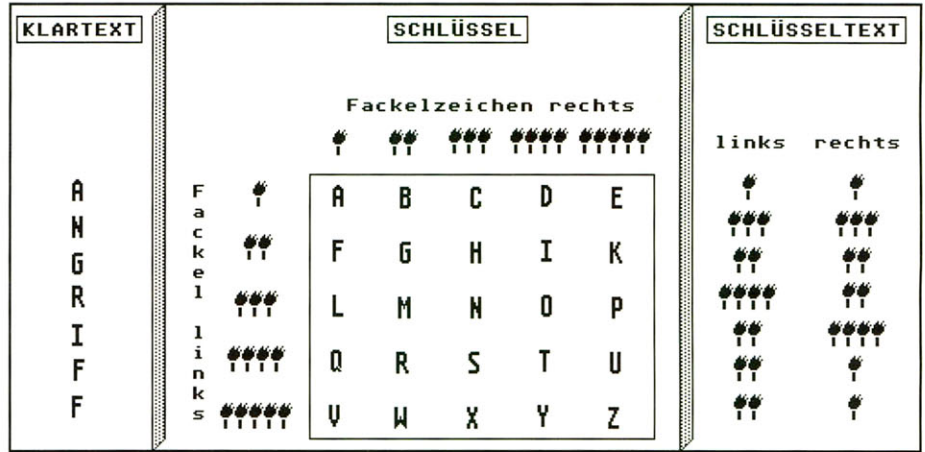 KLARTEXT
A
N
G
R
I
F
F
SCHLÜSSEL
Fackelzeichen rechts
Fackel links
A B C D E
F G H I K
L M N O P
Q R S T U
V W X Y Z
SCHLÜSSELTEXT
links rechts